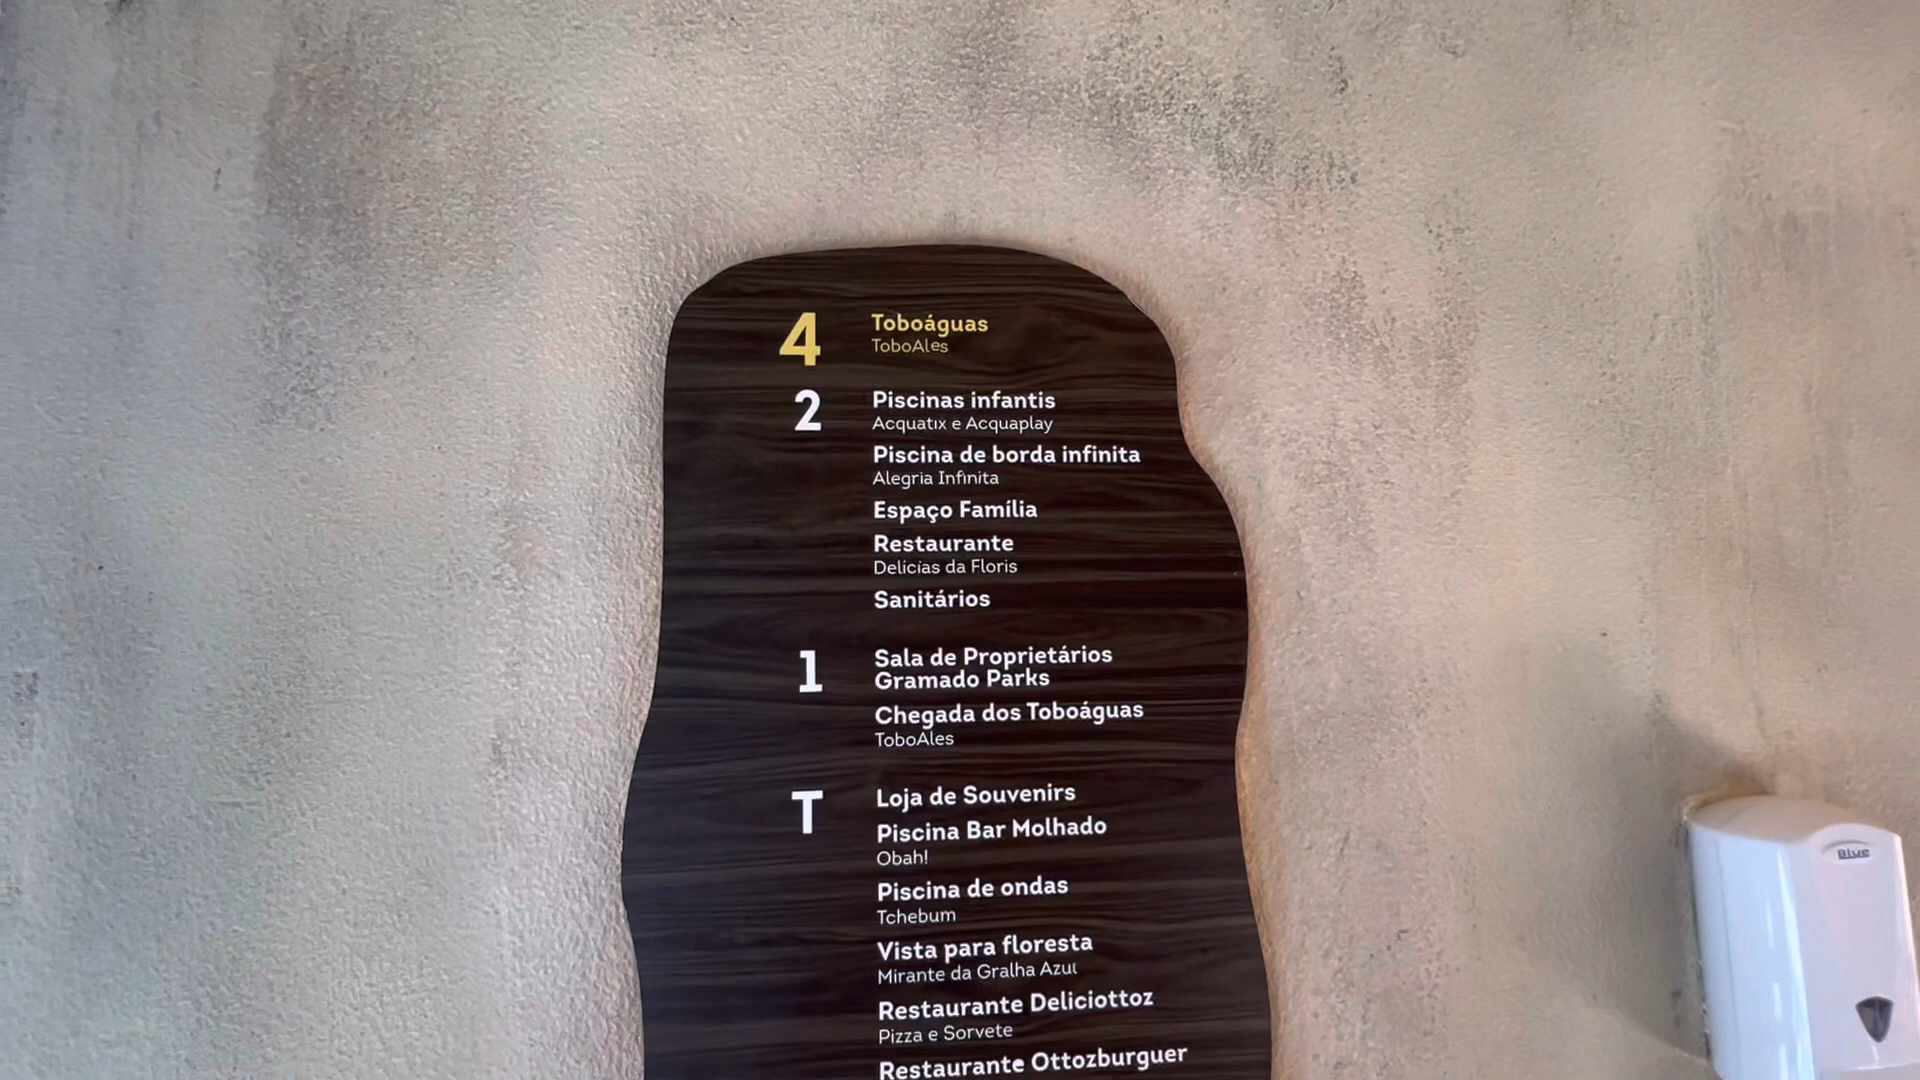 4 Toboáguas
ToboAles
2 Piscinas infantis
Acquatix e Acquaplay
Piscina de borda infinita
Alegria Infinita
Espaço Família
Restaurante
Delícias da Floris
Sanitários
1 Sala de Proprietários
Gramado Parks
Chegada dos Toboáguas
ToboAles
T Loja de Souvenirs
Piscina Bar Molhado
Obah!
Piscina de ondas
Tchebum
Vista para floresta
Mirante da Gralha Azul
Restaurante Deliciottoz
Pizza e Sorvete
Restaurante Ottozburguer
Blue